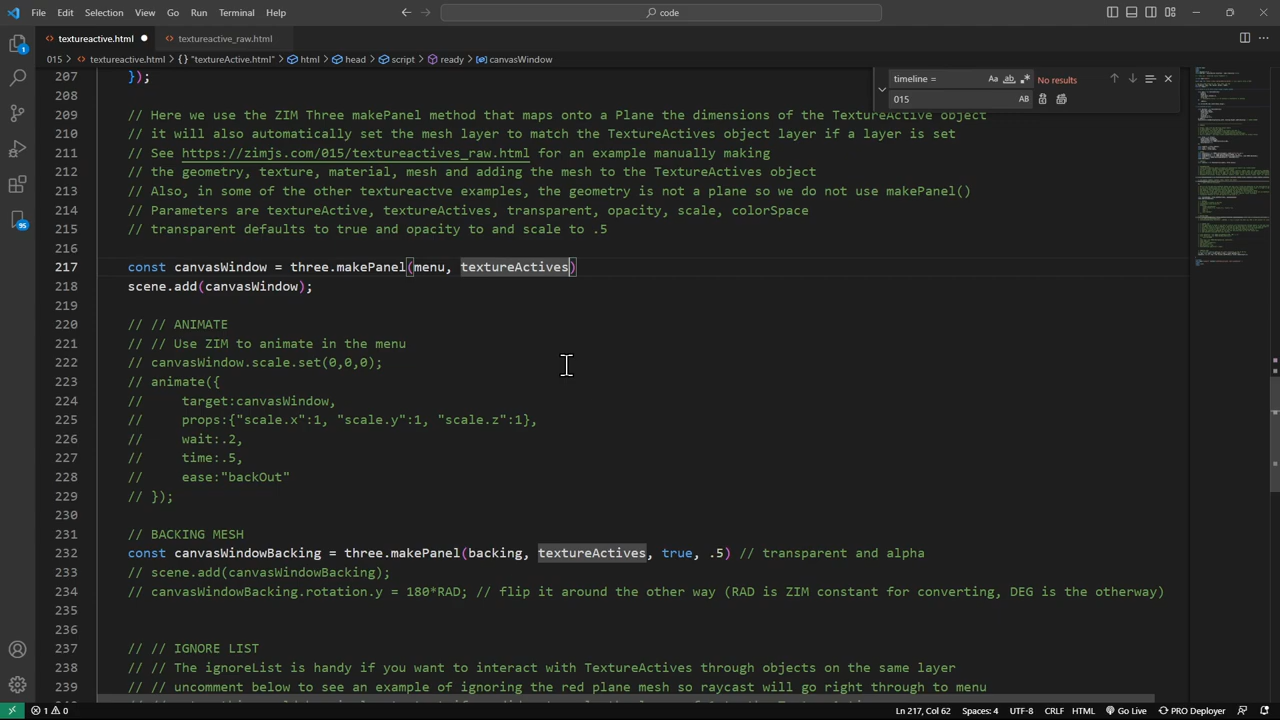 File Edit Selection View Go Run Terminal Help
code
textureactive.html
textureactive_raw.html
015 > textureactive.html > {} "textureActive.html" > html > head > script > ready > canvasWindow
timeline =
Aa ab .*
No results
015
AB
207 });
208
209 // Here we use the ZIM Three makePanel method that maps onto a Plane the dimensions of the TextureActive object
210 // it will also automatically set the mesh layer to match the TextureActives object layer if a layer is set
211 // See https://zimjs.com/015/textureactives_raw.html for an example manually making
212 // the geometry, texture, material, mesh and adding the mesh to the TextureActives object
213 // Also, in some of the other textureactve examples, the geometry is not a plane so we do not use makePanel()
214 // Parameters are textureActive, textureActives, transparent, opacity, scale, colorSpace
215 // transparent defaults to true and opacity to and scale to .5
216
217 const canvasWindow = three.makePanel(menu, textureActives)
218 scene.add(canvasWindow);
219
220 // // ANIMATE
221 // // Use ZIM to animate in the menu
222 // canvasWindow.scale.set(0,0,0);
223 // animate({
224 //     target:canvasWindow,
225 //     props:{"scale.x":1, "scale.y":1, "scale.z":1},
226 //     wait:.2,
227 //     time:.5,
228 //     ease:"backOut"
229 // });
230
231 // BACKING MESH
232 const canvasWindowBacking = three.makePanel(backing, textureActives, true, .5) // transparent and alpha
233 // scene.add(canvasWindowBacking);
234 // canvasWindowBacking.rotation.y = 180*RAD; // flip it around the other way (RAD is ZIM constant for converting, DEG is the otherway)
235
236
237 // // IGNORE LIST
238 // // The ignoreList is handy if you want to interact with TextureActives through objects on the same layer
239 // // uncomment below to see an example of ignoring the red plane mesh so raycast will go right through to menu
1
95
1 0
Ln 217, Col 62 Spaces: 4 UTF-8 CRLF HTML Go Live PRO Deployer